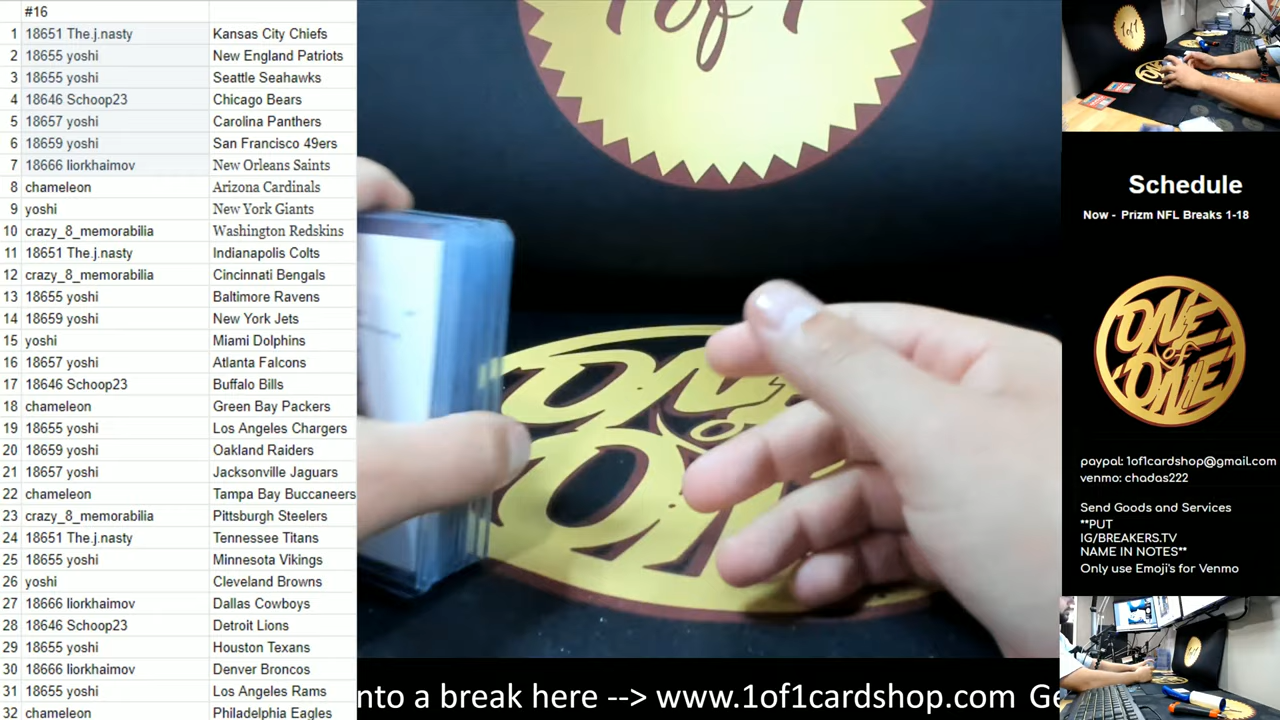 #16
1 18651 The.j.nasty Kansas City Chiefs
2 18655 yoshi New England Patriots
3 18655 yoshi Seattle Seahawks
4 18646 Schoop23 Chicago Bears
5 18657 yoshi Carolina Panthers
6 18659 yoshi San Francisco 49ers
7 18666 liorkhaimov New Orleans Saints
8 chameleon Arizona Cardinals
9 yoshi New York Giants
10 crazy_8_memorabilia Washington Redskins
11 18651 The.j.nasty Indianapolis Colts
12 crazy_8_memorabilia Cincinnati Bengals
13 18655 yoshi Baltimore Ravens
14 18659 yoshi New York Jets
15 yoshi Miami Dolphins
16 18657 yoshi Atlanta Falcons
17 18646 Schoop23 Buffalo Bills
18 chameleon Green Bay Packers
19 18655 yoshi Los Angeles Chargers
20 18659 yoshi Oakland Raiders
21 18657 yoshi Jacksonville Jaguars
22 chameleon Tampa Bay Buccaneers
23 crazy_8_memorabilia Pittsburgh Steelers
24 18651 The.j.nasty Tennessee Titans
25 18655 yoshi Minnesota Vikings
26 yoshi Cleveland Browns
27 18666 liorkhaimov Dallas Cowboys
28 18646 Schoop23 Detroit Lions
29 18655 yoshi Houston Texans
30 18666 liorkhaimov Denver Broncos
31 18655 yoshi Los Angeles Rams
32 chameleon Philadelphia Eagles
1of1
ONE
of
nto a break here --> www.1of1cardshop.com Ge
1of1
Schedule
Now - Prizm NFL Breaks 1-18
ONE
of
ONE
paypal: 1of1cardshop@gmail.com
venmo: chadas222
Send Goods and Services
**PUT
IG/BREAKERS.TV
NAME IN NOTES**
Only use Emoji's for Venmo